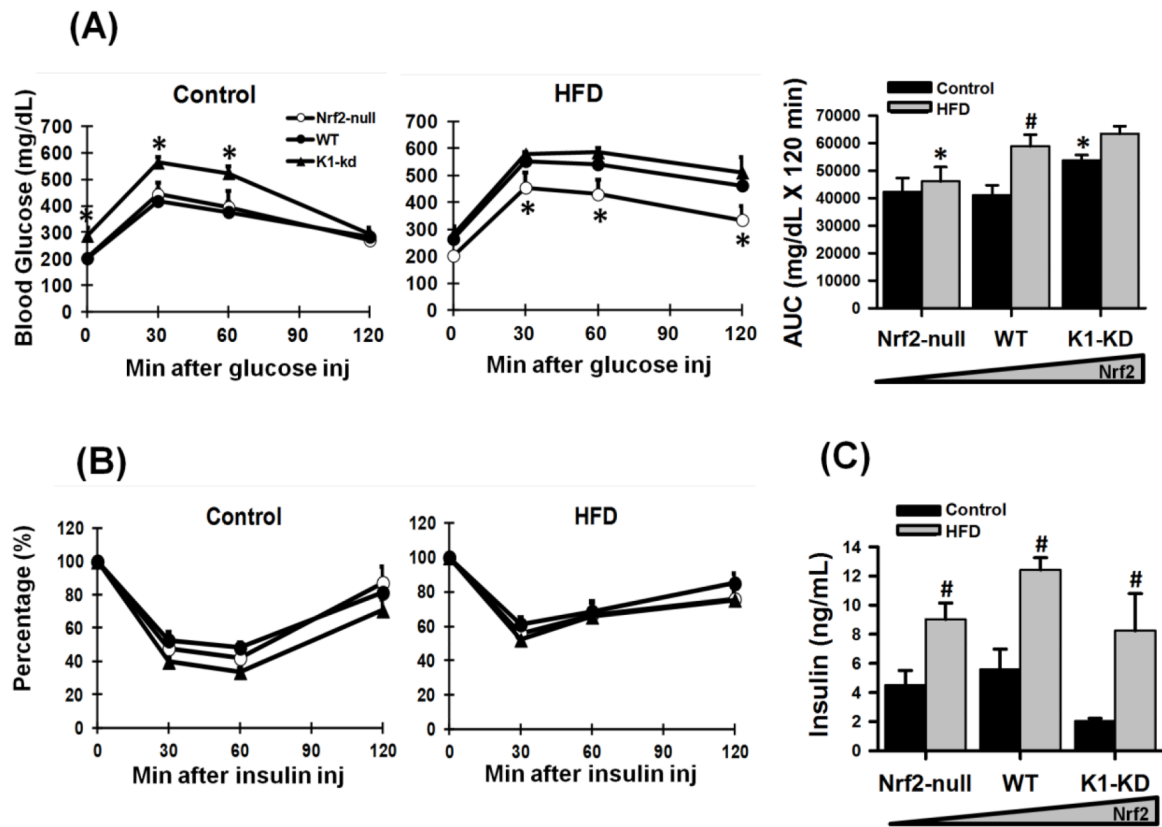 (A)
Control
Blood Glucose (mg/dL)
700
600
500
400
300
200
100
0
0 30 60 90 120
Min after glucose inj
Nrf2-null
WT
K1-kd
* * *
HFD
700
600
500
400
300
200
100
0
0 30 60 90 120
Min after glucose inj
* * *
Control
HFD
AUC (mg/dL X 120 min)
70000
60000
50000
40000
30000
20000
10000
0
* # *
Nrf2-null WT K1-KD
Nrf2
(B)
Control
Percentage (%)
120
100
80
60
40
20
0
0 30 60 90 120
Min after insulin inj
HFD
120
100
80
60
40
20
0
0 30 60 90 120
Min after insulin inj
(C)
Control
HFD
Insulin (ng/mL)
14
12
10
8
6
4
2
0
# # #
Nrf2-null WT K1-KD
Nrf2